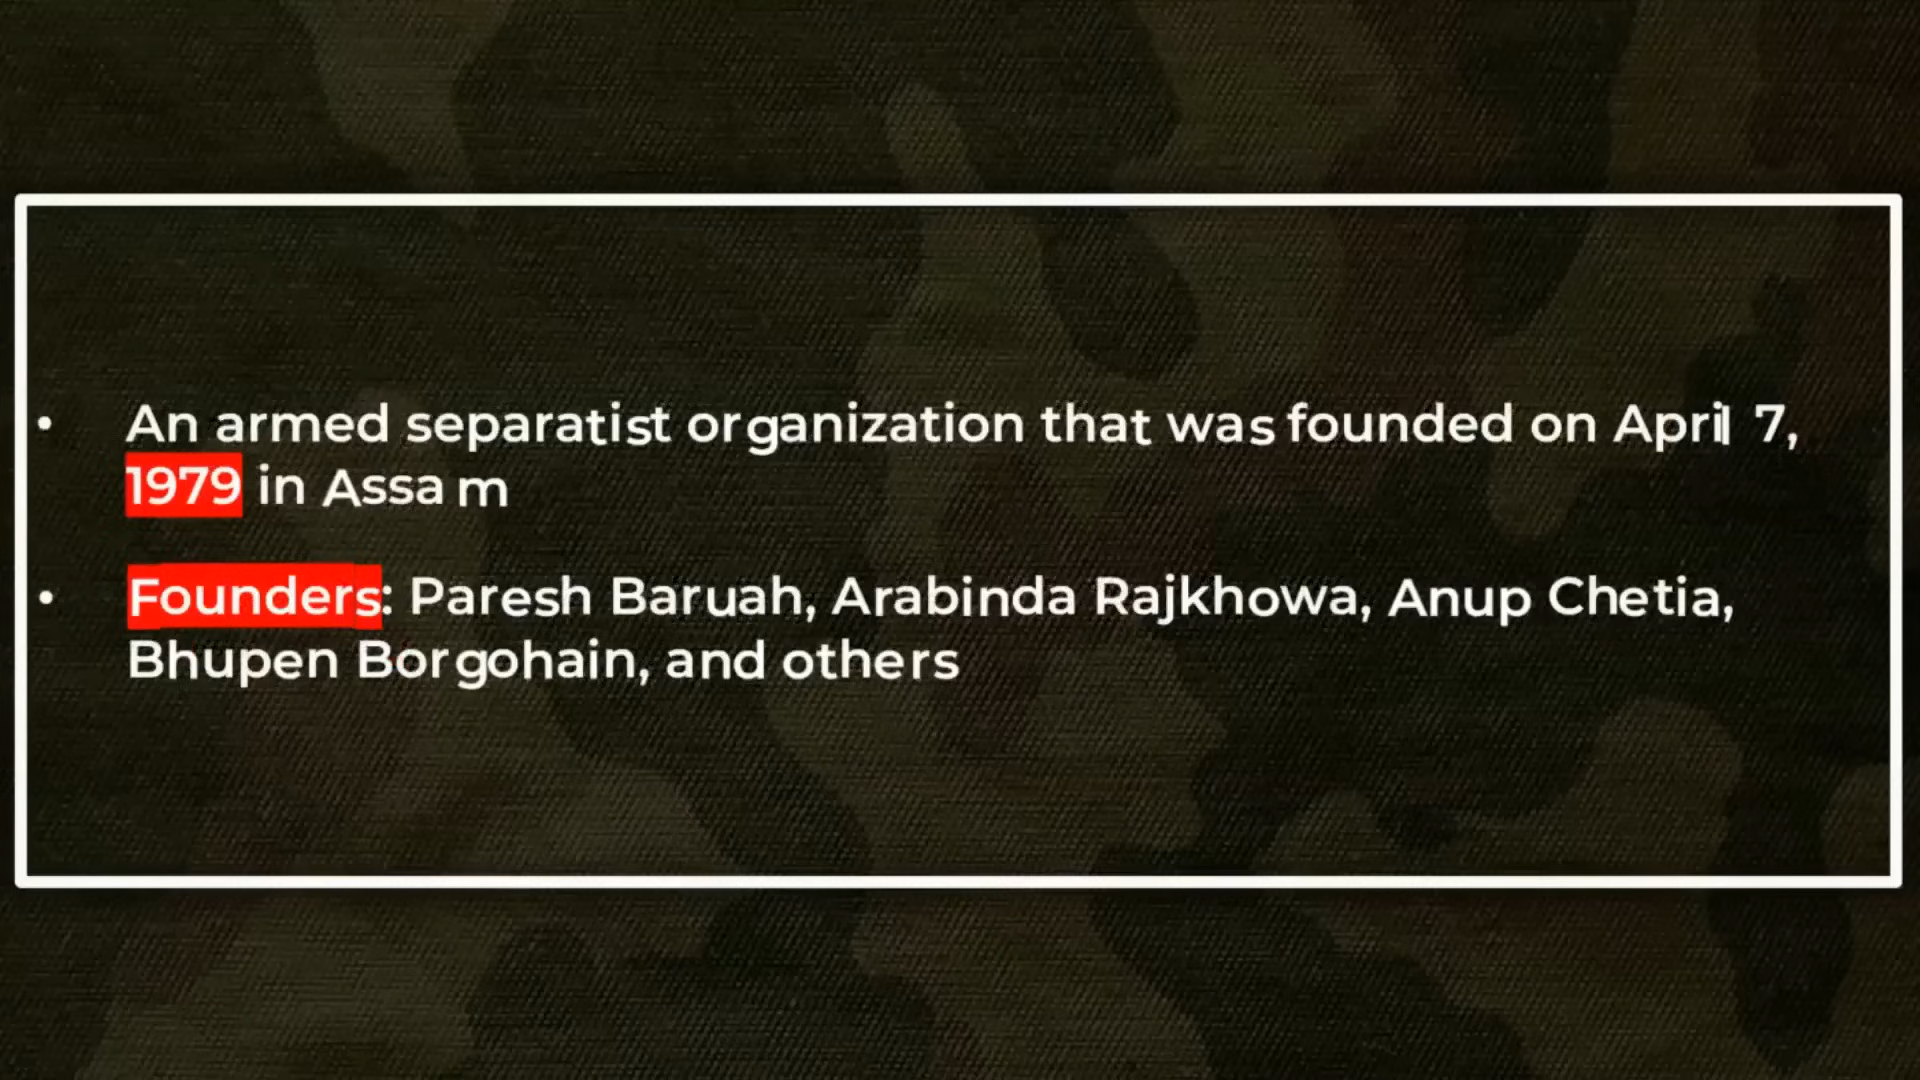 • An armed separatist organization that was founded on April 7,
1979 in Assam
• Founders: Paresh Baruah, Arabinda Rajkhowa, Anup Chetia,
Bhupen Borgohain, and others